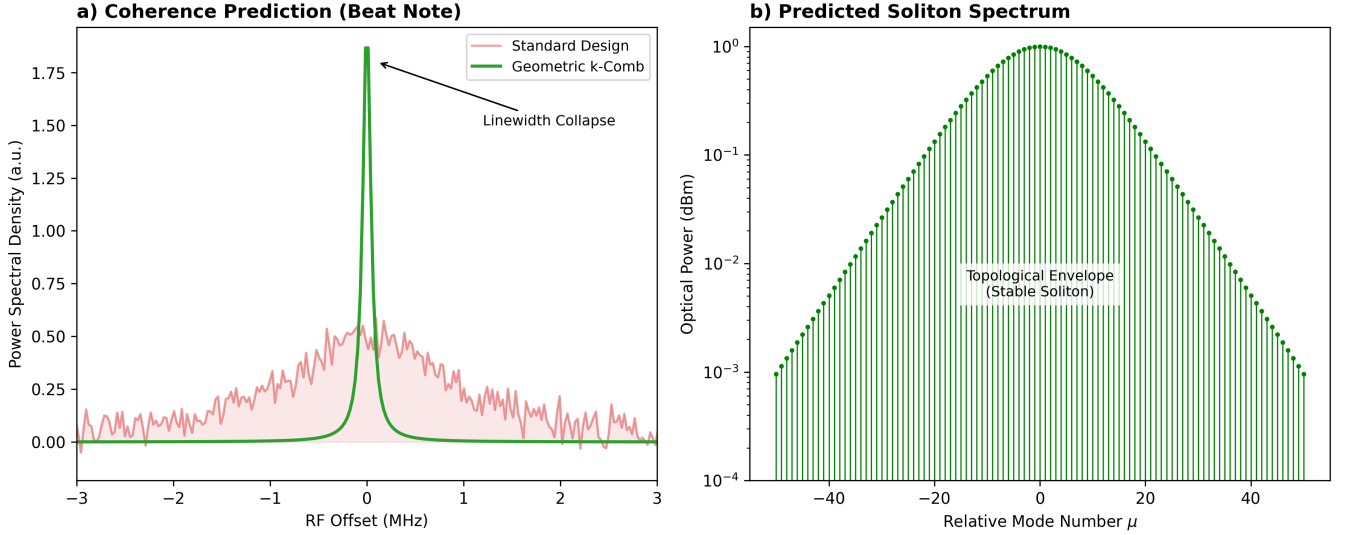 a) Coherence Prediction (Beat Note)
Power Spectral Density (a.u.)
1.75
1.50
1.25
1.00
0.75
0.50
0.25
0.00
Standard Design
Geometric k-Comb
Linewidth Collapse
−3
−2
−1
0
1
2
3
RF Offset (MHz)
b) Predicted Soliton Spectrum
Optical Power (dBm)
10⁰
10⁻¹
10⁻²
10⁻³
10⁻⁴
Topological Envelope
(Stable Soliton)
−40
−20
0
20
40
Relative Mode Number μ